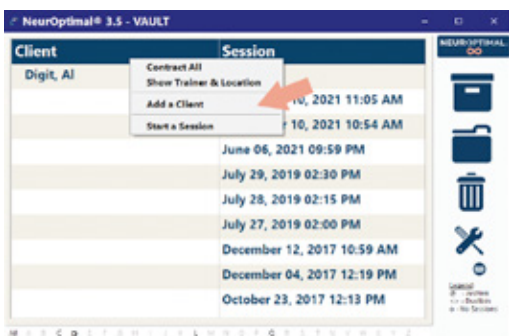 NeurOptimal® 3.5 - VAULT
NEUROPTIMAL
Client Session
Digit, Al
Contract All
Show Trainer & Location
Add a Client
Start a Session
10, 2021 11:05 AM
10, 2021 10:54 AM
June 06, 2021 09:59 PM
July 29, 2019 02:30 PM
July 28, 2019 02:15 PM
July 27, 2019 02:00 PM
December 12, 2017 10:59 AM
December 04, 2017 12:19 PM
October 23, 2017 12:13 PM
Legend
- No Sessions